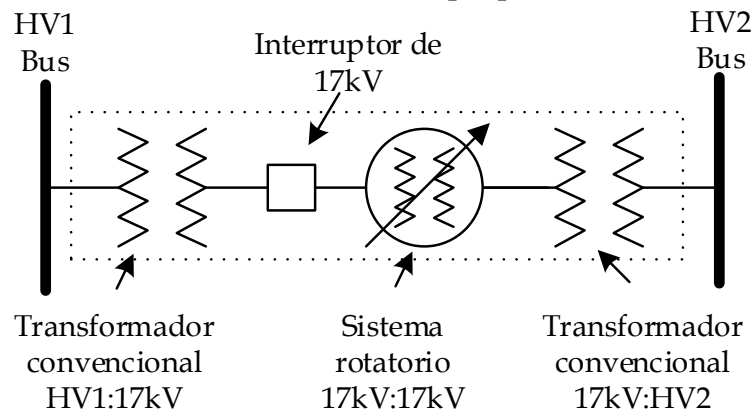 HV1
Bus
Interruptor de
17kV
HV2
Bus
Transformador
convencional
HV1:17kV
Sistema
rotatorio
17kV:17kV
Transformador
convencional
17kV:HV2